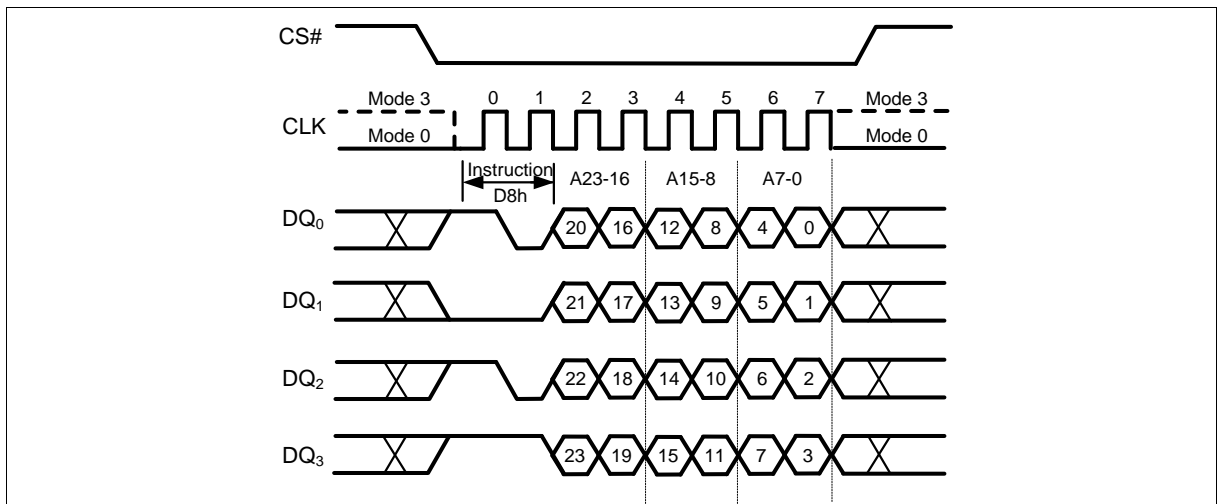 CS#
Mode 3 0 1 2 3 4 5 6 7 Mode 3
CLK
Mode 0 Mode 0
Instruction
D8h
A23-16 A15-8 A7-0
DQ₀ 20 16 12 8 4 0
DQ₁ 21 17 13 9 5 1
DQ₂ 22 18 14 10 6 2
DQ₃ 23 19 15 11 7 3